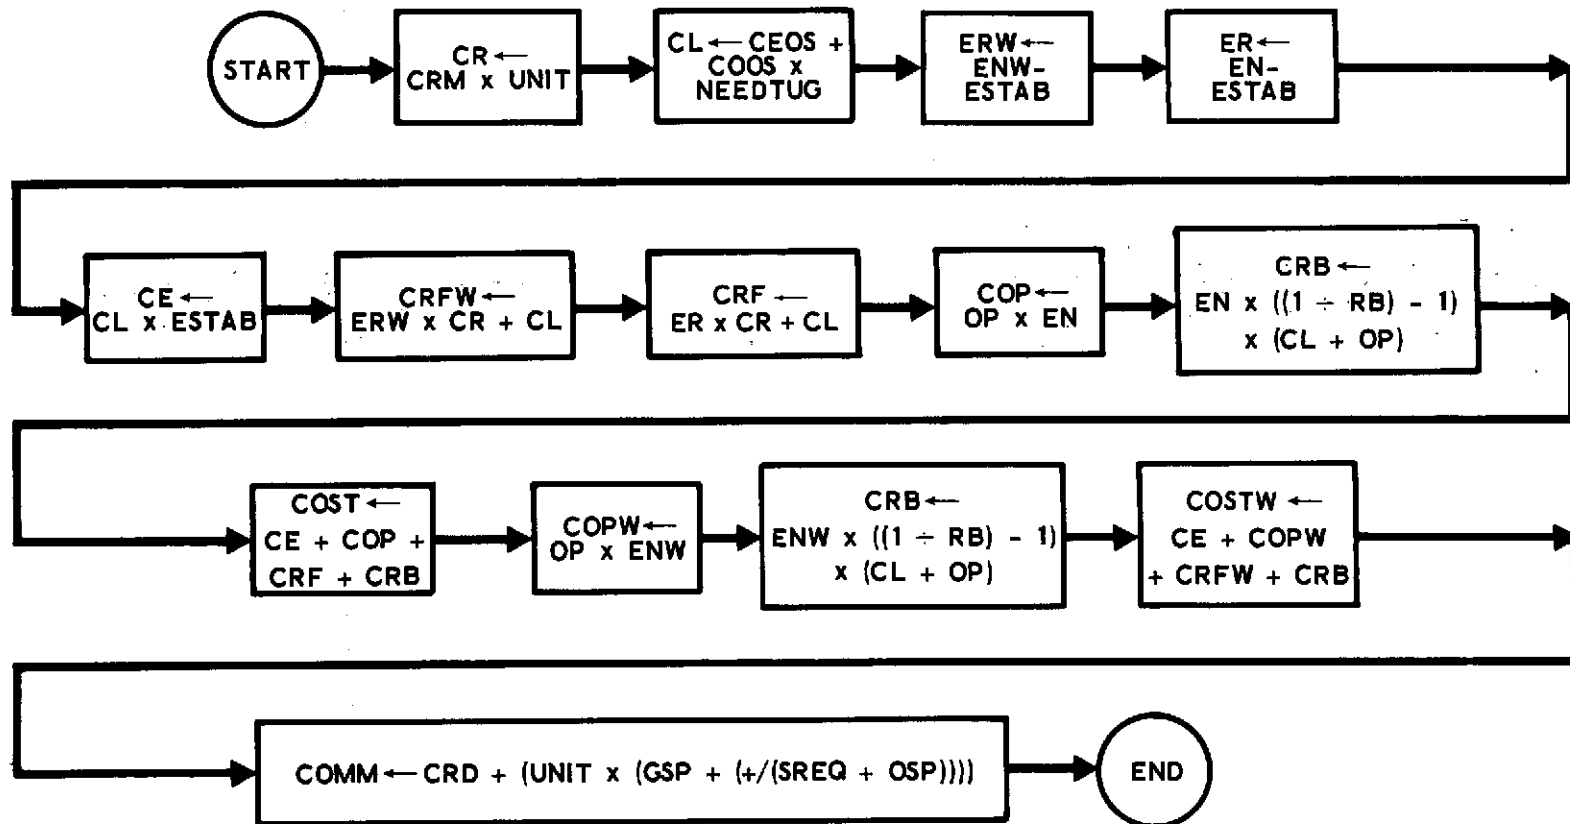 START
CR ←
CRM x UNIT
CL ← CEOS +
COOS x
NEEDTUG
ERW ←
ENW-
ESTAB
ER ←
EN-
ESTAB
CE ←
CL x ESTAB
CRFW ←
ERW x CR + CL
CRF ←
ER x CR + CL
COP ←
OP x EN
CRB ←
EN x ((1 ÷ RB) - 1)
x (CL + OP)
COST ←
CE + COP +
CRF + CRB
COPW ←
OP x ENW
CRB ←
ENW x ((1 ÷ RB) - 1)
x (CL + OP)
COSTW ←
CE + COPW
+ CRFW + CRB
COMM ← CRD + (UNIT x (GSP + (+/(SREQ + OSP))))
END